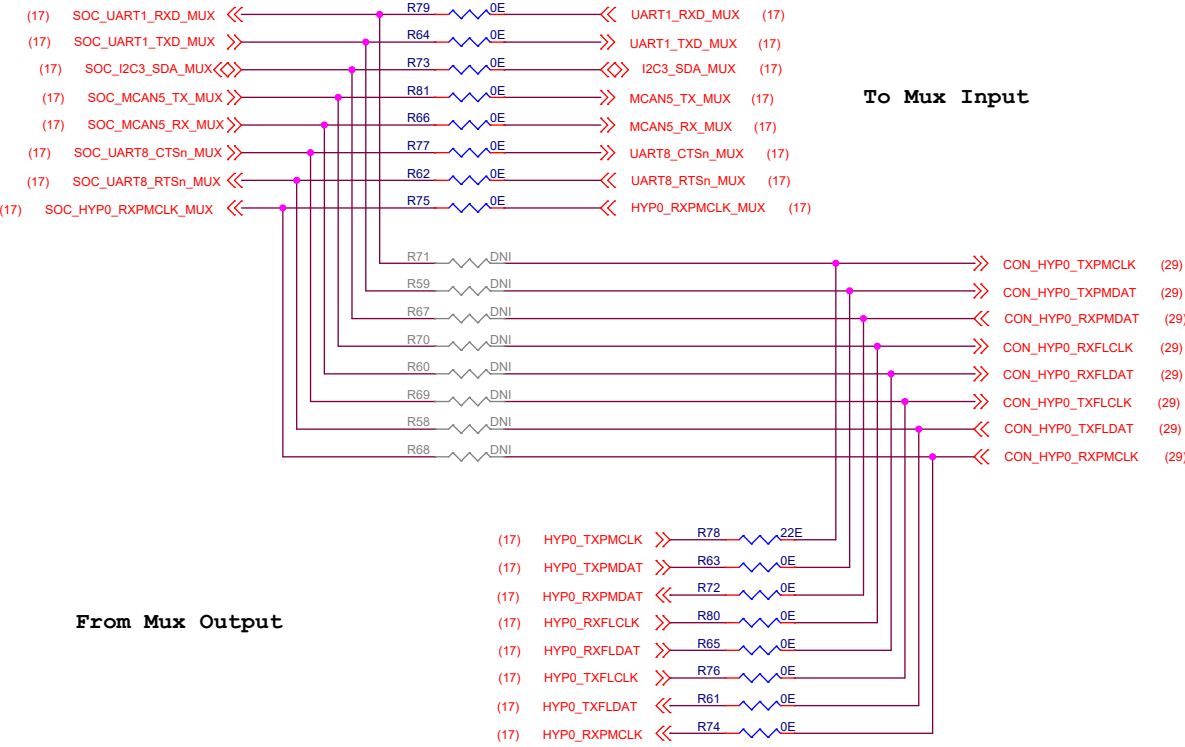 (17) SOC_UART1_RXD_MUX R79 0E UART1_RXD_MUX (17)
(17) SOC_UART1_TXD_MUX R64 0E UART1_TXD_MUX (17)
(17) SOC_I2C3_SDA_MUX R73 0E I2C3_SDA_MUX (17)
(17) SOC_MCAN5_TX_MUX R81 0E MCAN5_TX_MUX (17) To Mux Input
(17) SOC_MCAN5_RX_MUX R66 0E MCAN5_RX_MUX (17)
(17) SOC_UART8_CTSn_MUX R77 0E UART8_CTSn_MUX (17)
(17) SOC_UART8_RTSn_MUX R62 0E UART8_RTSn_MUX (17)
(17) SOC_HYP0_RXPMCLK_MUX R75 0E HYP0_RXPMCLK_MUX (17)
R71 DNI CON_HYP0_TXPMCLK (29)
R59 DNI CON_HYP0_TXPMDAT (29)
R67 DNI CON_HYP0_RXPMDAT (29)
R70 DNI CON_HYP0_RXFLCLK (29)
R60 DNI CON_HYP0_RXFLDAT (29)
R69 DNI CON_HYP0_TXFLCLK (29)
R58 DNI CON_HYP0_TXFLDAT (29)
R68 DNI CON_HYP0_RXPMCLK (29)
(17) HYP0_TXPMCLK R78 22E
(17) HYP0_TXPMDAT R63 0E
(17) HYP0_RXPMDAT R72 0E
From Mux Output (17) HYP0_RXFLCLK R80 0E
(17) HYP0_RXFLDAT R65 0E
(17) HYP0_TXFLCLK R76 0E
(17) HYP0_TXFLDAT R61 0E
(17) HYP0_RXPMCLK R74 0E